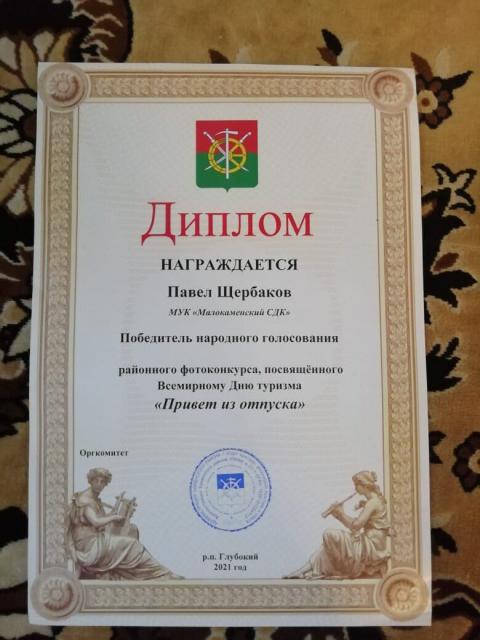 Диплом
НАГРАЖДАЕТСЯ
Павел Щербаков
МУК «Малокаменский СДК»
Победитель народного голосования
районного фотоконкурса, посвящённого
Всемирному Дню туризма
«Привет из отпуска»
Оргкомитет
р.п. Глубокий
2021 год